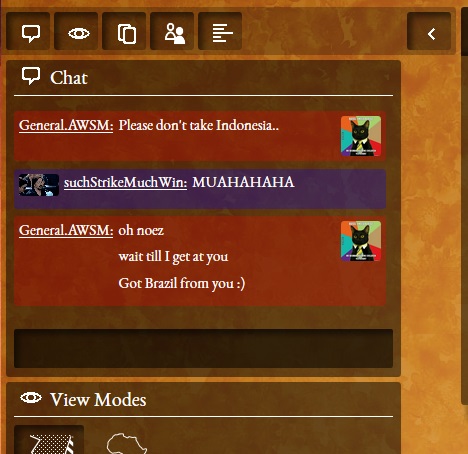 Chat
General.AWSM: Please don't take Indonesia..
suchStrikeMuchWin: MUAHAHAHA
General.AWSM: oh noez
wait till I get at you
Got Brazil from you :)
View Modes